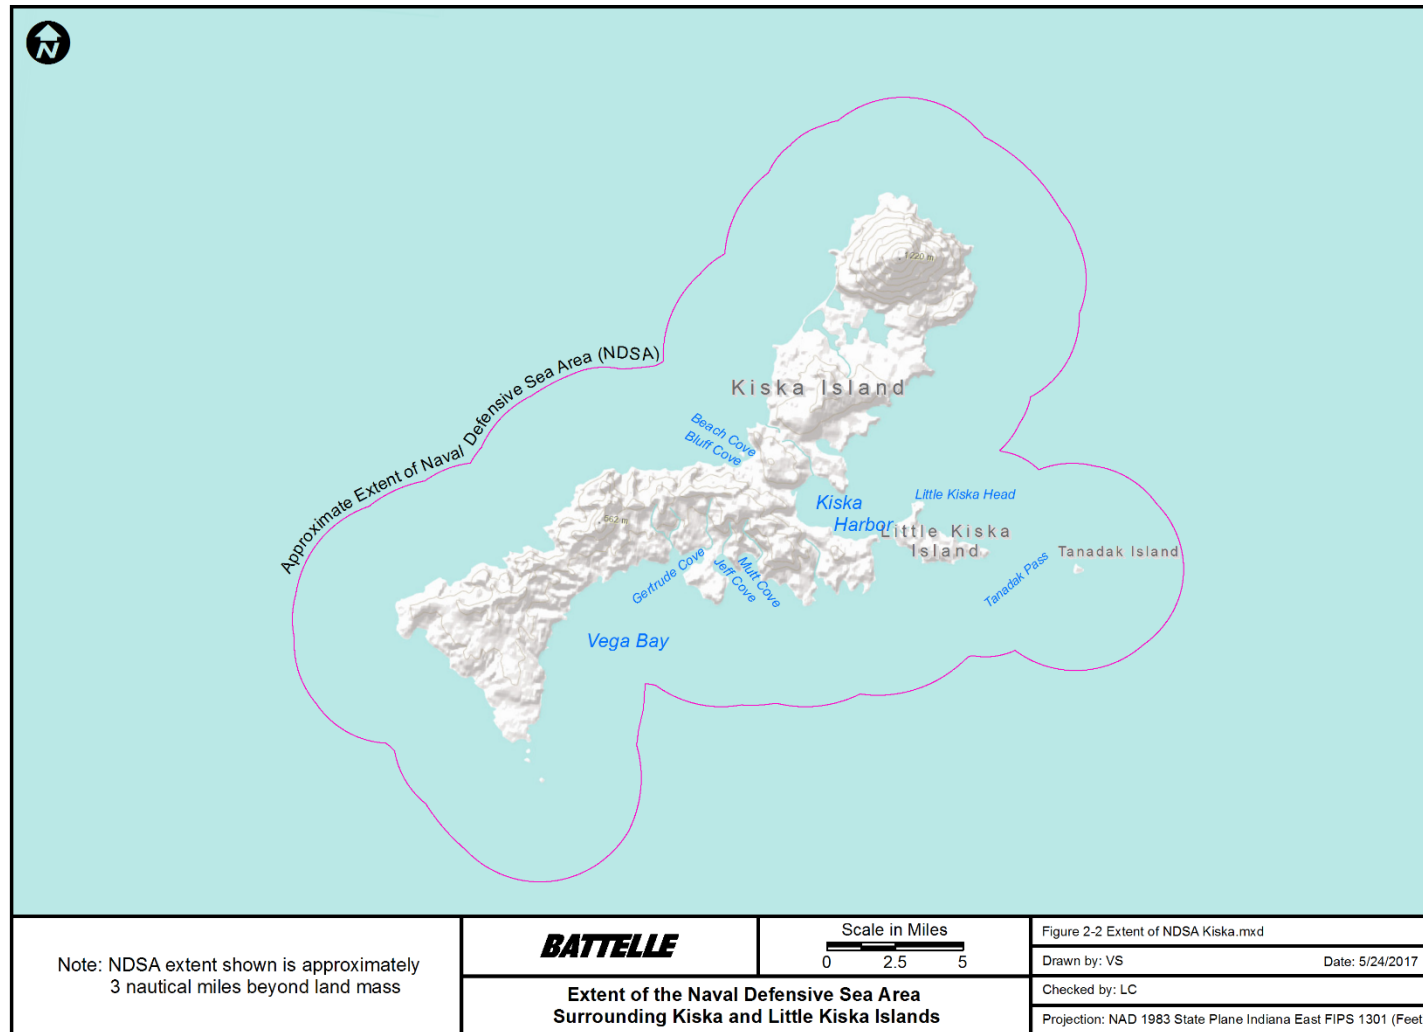 N
1220 m
Approximate Extent of Naval Defensive Sea Area (NDSA)
Kiska Island
Beach Cove
Bluff Cove
Kiska
Harbor
Little Kiska Head
Little Kiska
Island
Tanadak Island
Tanadak Pass
562 m
Gertrude Cove
Jeff Cove
Mutt Cove
Vega Bay
Note: NDSA extent shown is approximately
3 nautical miles beyond land mass
BATTELLE
Scale in Miles
0 2.5 5
Extent of the Naval Defensive Sea Area
Surrounding Kiska and Little Kiska Islands
Figure 2-2 Extent of NDSA Kiska.mxd
Drawn by: VS Date: 5/24/2017
Checked by: LC
Projection: NAD 1983 State Plane Indiana East FIPS 1301 (Feet